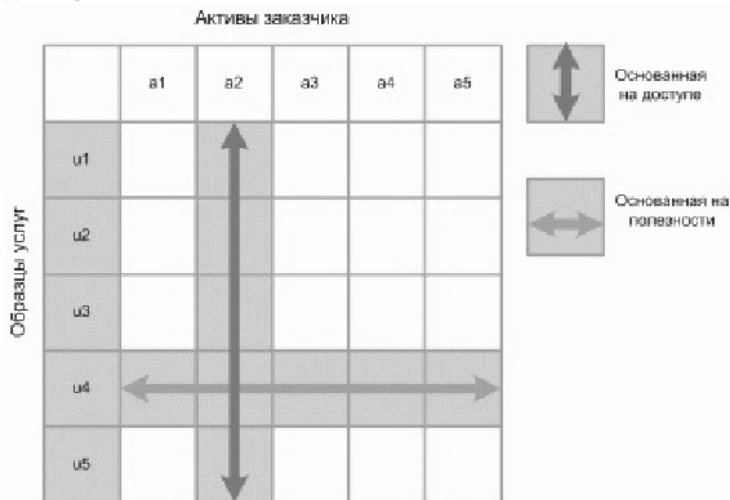 Активы заказчика
a1 a2 a3 a4 a5
Основанная
на доступе
u1
Основанная на
полезности
u2
Образцы услуг
u3
u4
u5